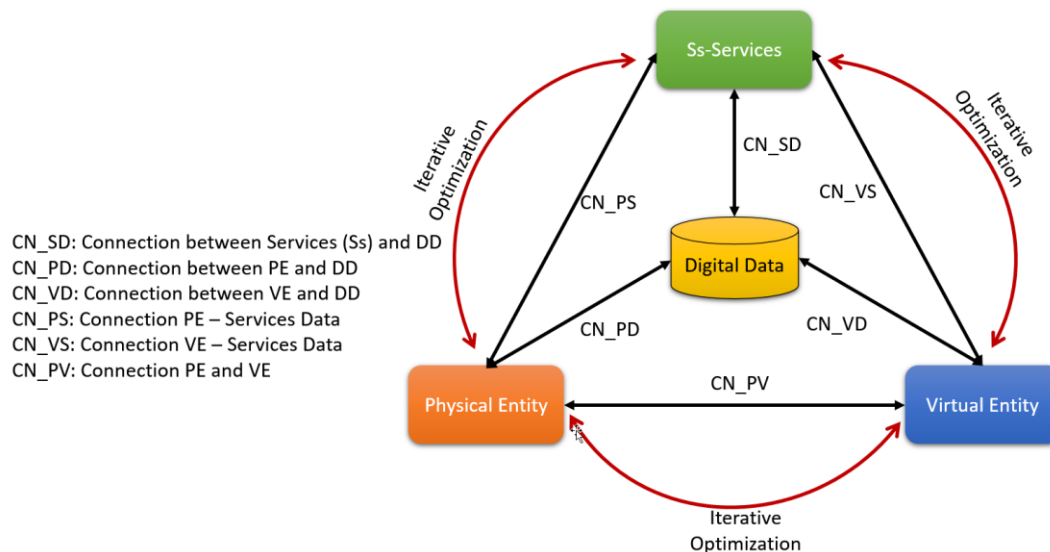 Ss-Services
Iterative
Optimization
Iterative
Optimization
CN_SD
CN_PS
CN_VS
CN_SD: Connection between Services (Ss) and DD
CN_PD: Connection between PE and DD
CN_VD: Connection between VE and DD
CN_PS: Connection PE – Services Data
CN_VS: Connection VE – Services Data
CN_PV: Connection PE and VE
Digital Data
CN_PD
CN_VD
Physical Entity
CN_PV
Virtual Entity
Iterative
Optimization